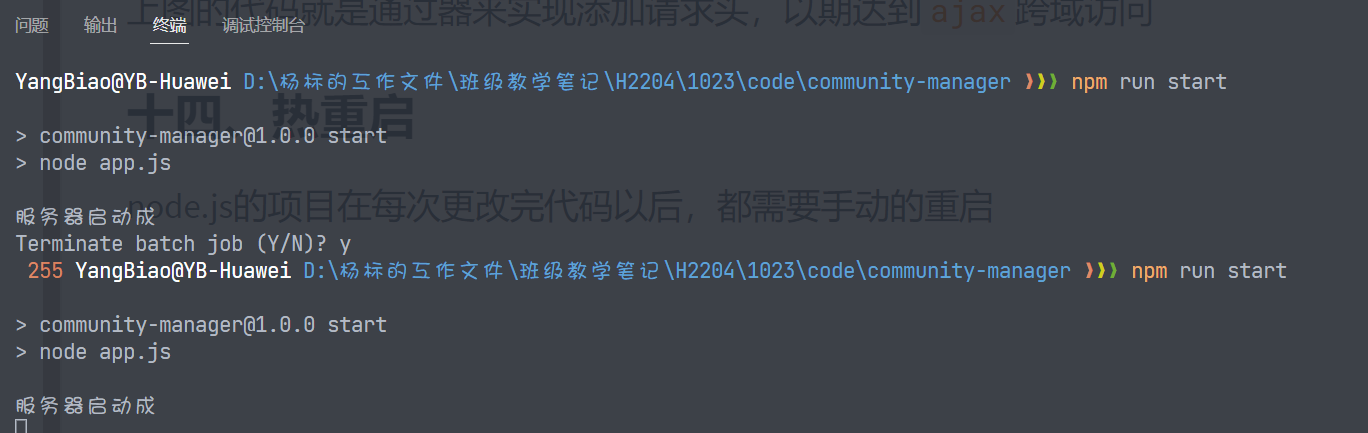 上图的代码就是通过器来实现添加请求头，以期达到 ajax 跨域访问
问题 输出 终端 调试控制台
YangBiao@YB-Huawei D:\杨标的工作文件\班级教学笔记\H2204\1023\code\community-manager ❯❯❯ npm run start
十四、热重启
> community-manager@1.0.0 start
> node app.js
node.js的项目在每次更改完代码以后，都需要手动的重启
服务器启动成
Terminate batch job (Y/N)? y
255 YangBiao@YB-Huawei D:\杨标的工作文件\班级教学笔记\H2204\1023\code\community-manager ❯❯❯ npm run start
> community-manager@1.0.0 start
> node app.js
服务器启动成